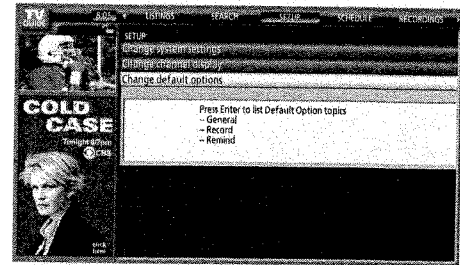 TV
GUIDE
LISTINGS
SEARCH
SETUP
SCHEDULE
RECORDINGS
SETUP
Change system settings
Change channel display
Change default options
Press Enter to list Default Option topics
-- General
-- Record
-- Remind
COLD
CASE
Tonight 8/7pm
CBS
click
here